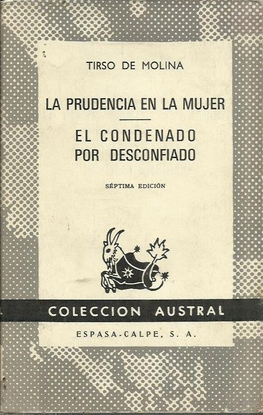 TIRSO DE MOLINA
LA PRUDENCIA EN LA MUJER
EL CONDENADO
POR DESCONFIADO
SÉPTIMA EDICIÓN
COLECCION AUSTRAL
ESPASA-CALPE, S. A.